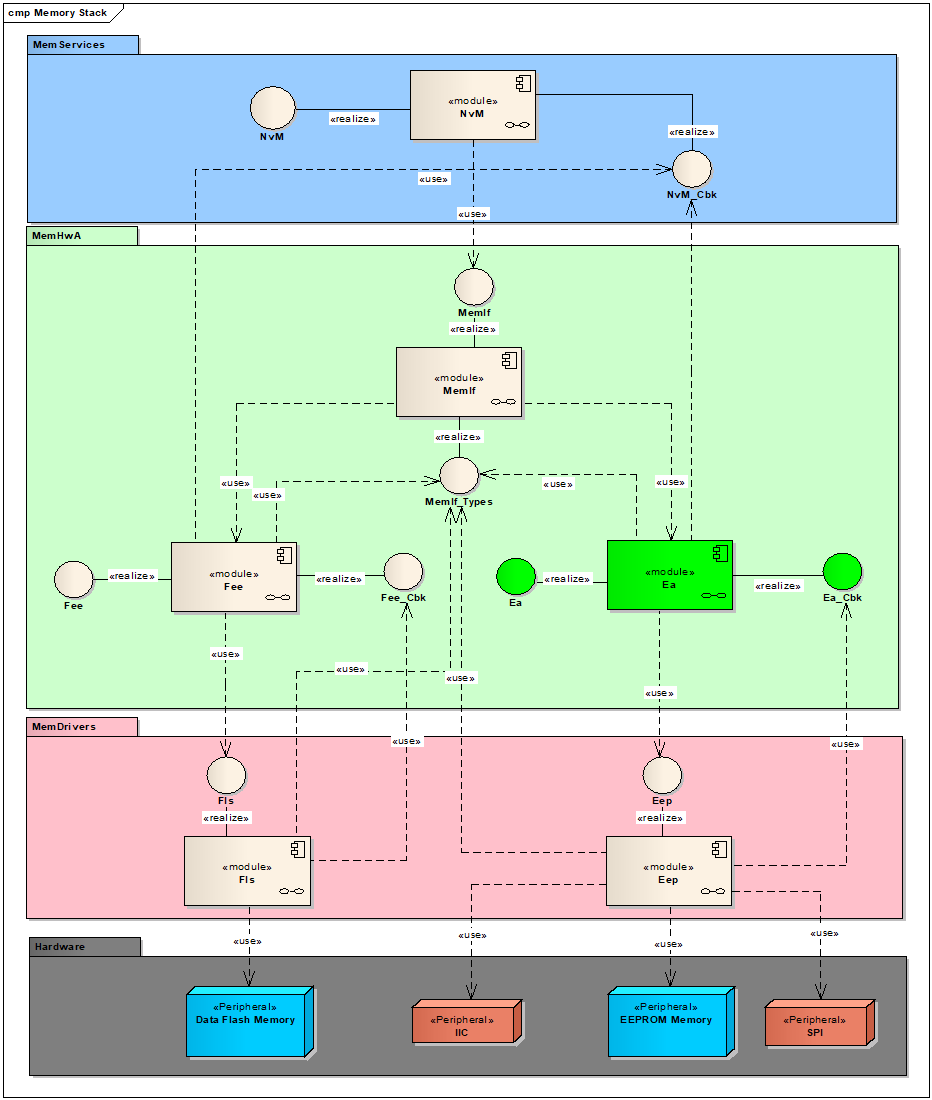 cmp Memory Stack
MemServices
«module»
NvM
NvM
«realize»
«realize»
NvM_Cbk
«use»
«use»
MemHwA
MemIf
«realize»
«module»
MemIf
«realize»
MemIf_Types
«use»
«use»
«use»
«use»
«module»
Fee
Fee
«realize»
«realize»
Fee_Cbk
«module»
Ea
Ea
«realize»
«realize»
Ea_Cbk
«use»
«use»
«use»
«use»
MemDrivers
«use»
«use»
Fls
«realize»
«module»
Fls
Eep
«realize»
«module»
Eep
«use»
«use»
«use»
«use»
Hardware
«Peripheral»
Data Flash Memory
«Peripheral»
IIC
«Peripheral»
EEPROM Memory
«Peripheral»
SPI